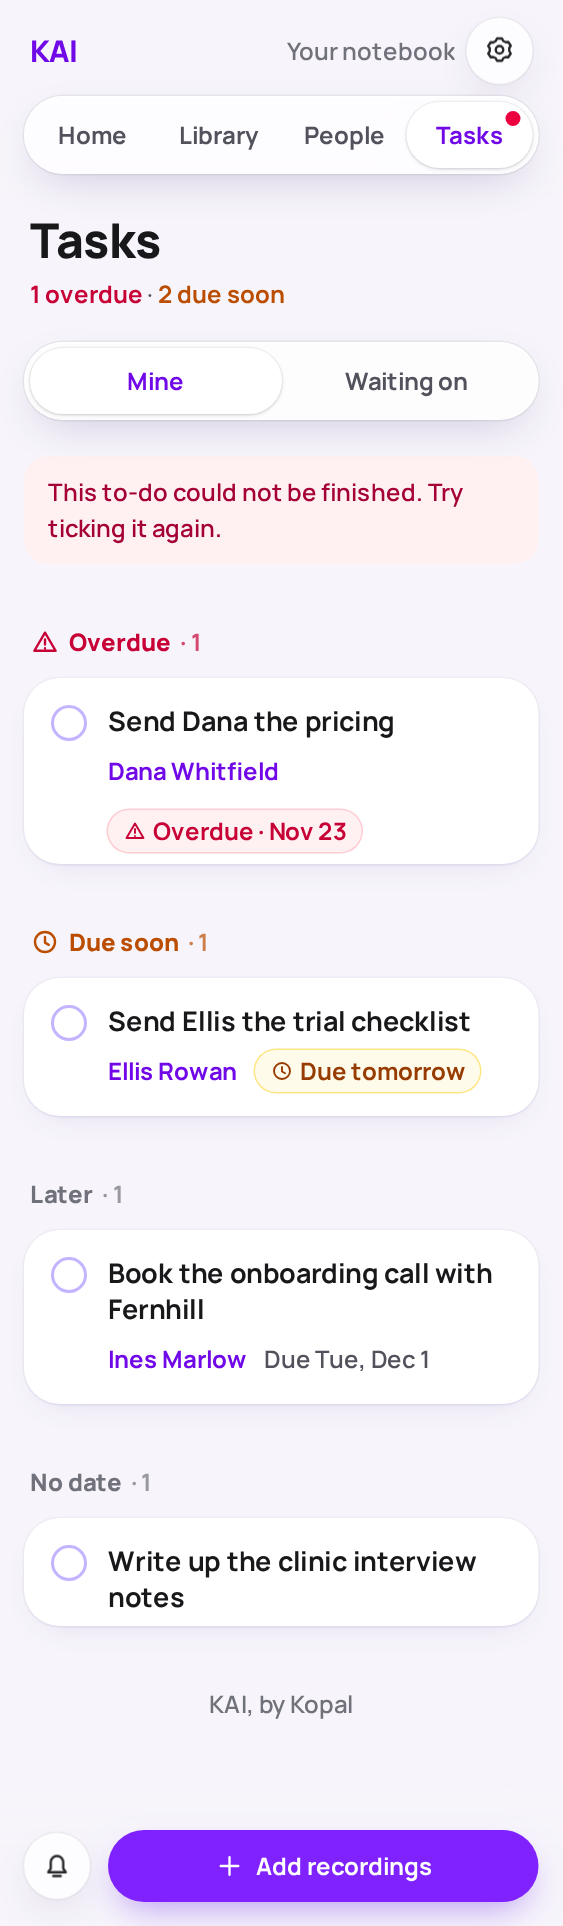 KAI
Your notebook
Home Library People Tasks
Tasks
1 overdue · 2 due soon
Mine Waiting on
This to-do could not be finished. Try
ticking it again.
Overdue · 1
Send Dana the pricing
Dana Whitfield
Overdue · Nov 23
Due soon · 1
Send Ellis the trial checklist
Ellis Rowan Due tomorrow
Later · 1
Book the onboarding call with
Fernhill
Ines Marlow Due Tue, Dec 1
No date · 1
Write up the clinic interview
notes
KAI, by Kopal
Add recordings